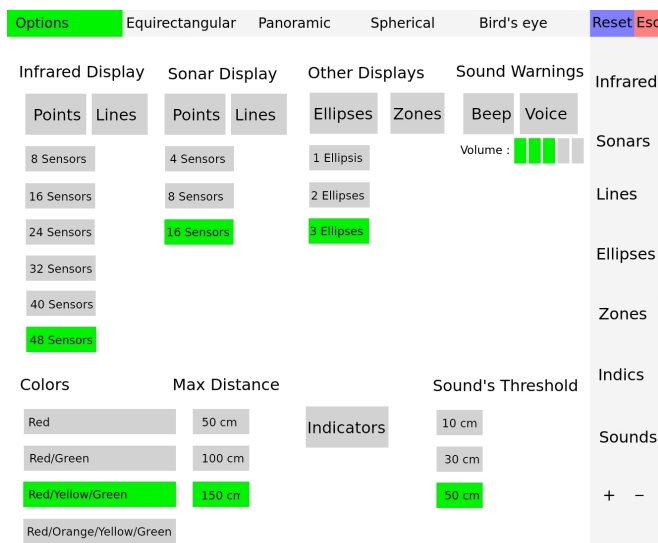 Options Equirectangular Panoramic Spherical Bird's eye Reset Esc
Infrared Display Sonar Display Other Displays Sound Warnings Infrared
Points Lines Points Lines Ellipses Zones Beep Voice
Sonars
Volume :
8 Sensors 4 Sensors 1 Ellipsis
16 Sensors 8 Sensors 2 Ellipses Lines
24 Sensors 16 Sensors 3 Ellipses
Ellipses
32 Sensors
40 Sensors Zones
48 Sensors
Colors Max Distance Sound's Threshold Indics
Red 50 cm Indicators 10 cm
Sounds
Red/Green 100 cm 30 cm
Red/Yellow/Green 150 cm 50 cm + –
Red/Orange/Yellow/Green